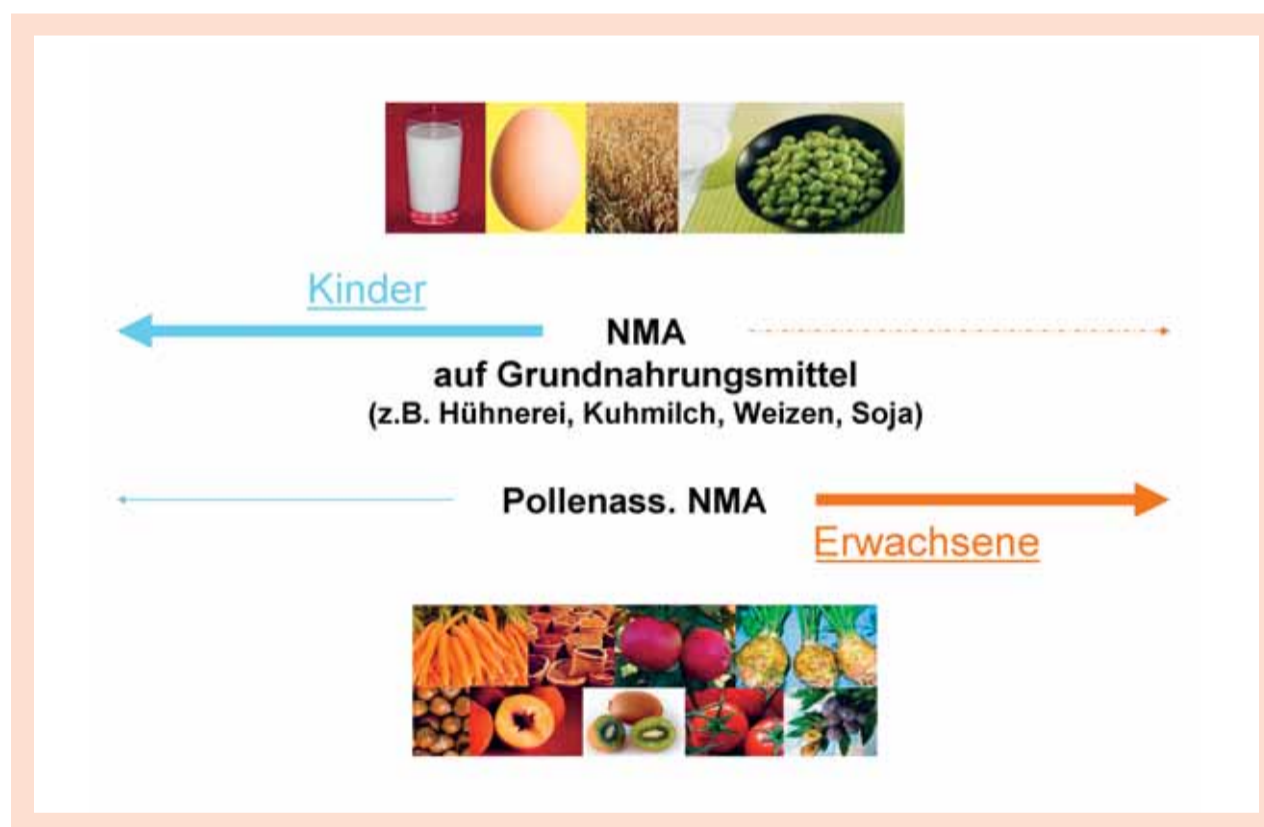 Kinder
NMA
auf Grundnahrungsmittel
(z.B. Hühnerei, Kuhmilch, Weizen, Soja)
Pollenass. NMA
Erwachsene